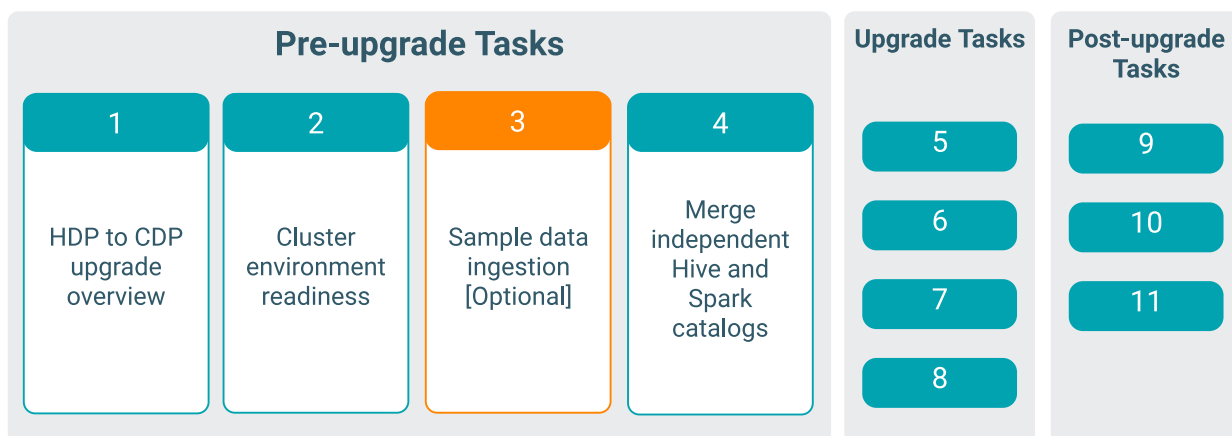 Pre-upgrade Tasks
1
HDP to CDP
upgrade
overview
2
Cluster
environment
readiness
3
Sample data
ingestion
[Optional]
4
Merge
independent
Hive and
Spark
catalogs
Upgrade Tasks
5
6
7
8
Post-upgrade
Tasks
9
10
11